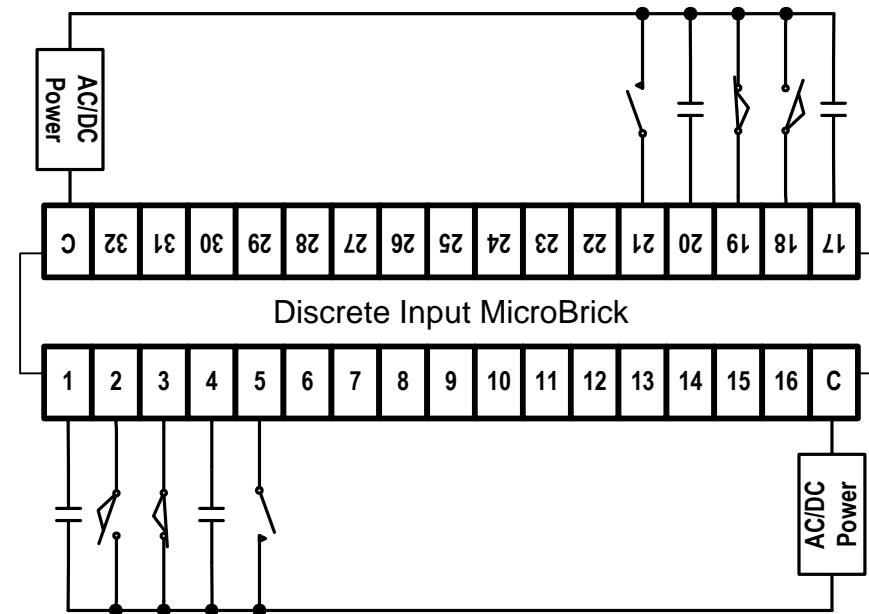 AC/DC
Power
C 32 31 30 29 28 27 26 25 24 23 22 21 20 19 18 17
Discrete Input MicroBrick
1 2 3 4 5 6 7 8 9 10 11 12 13 14 15 16 C
AC/DC
Power